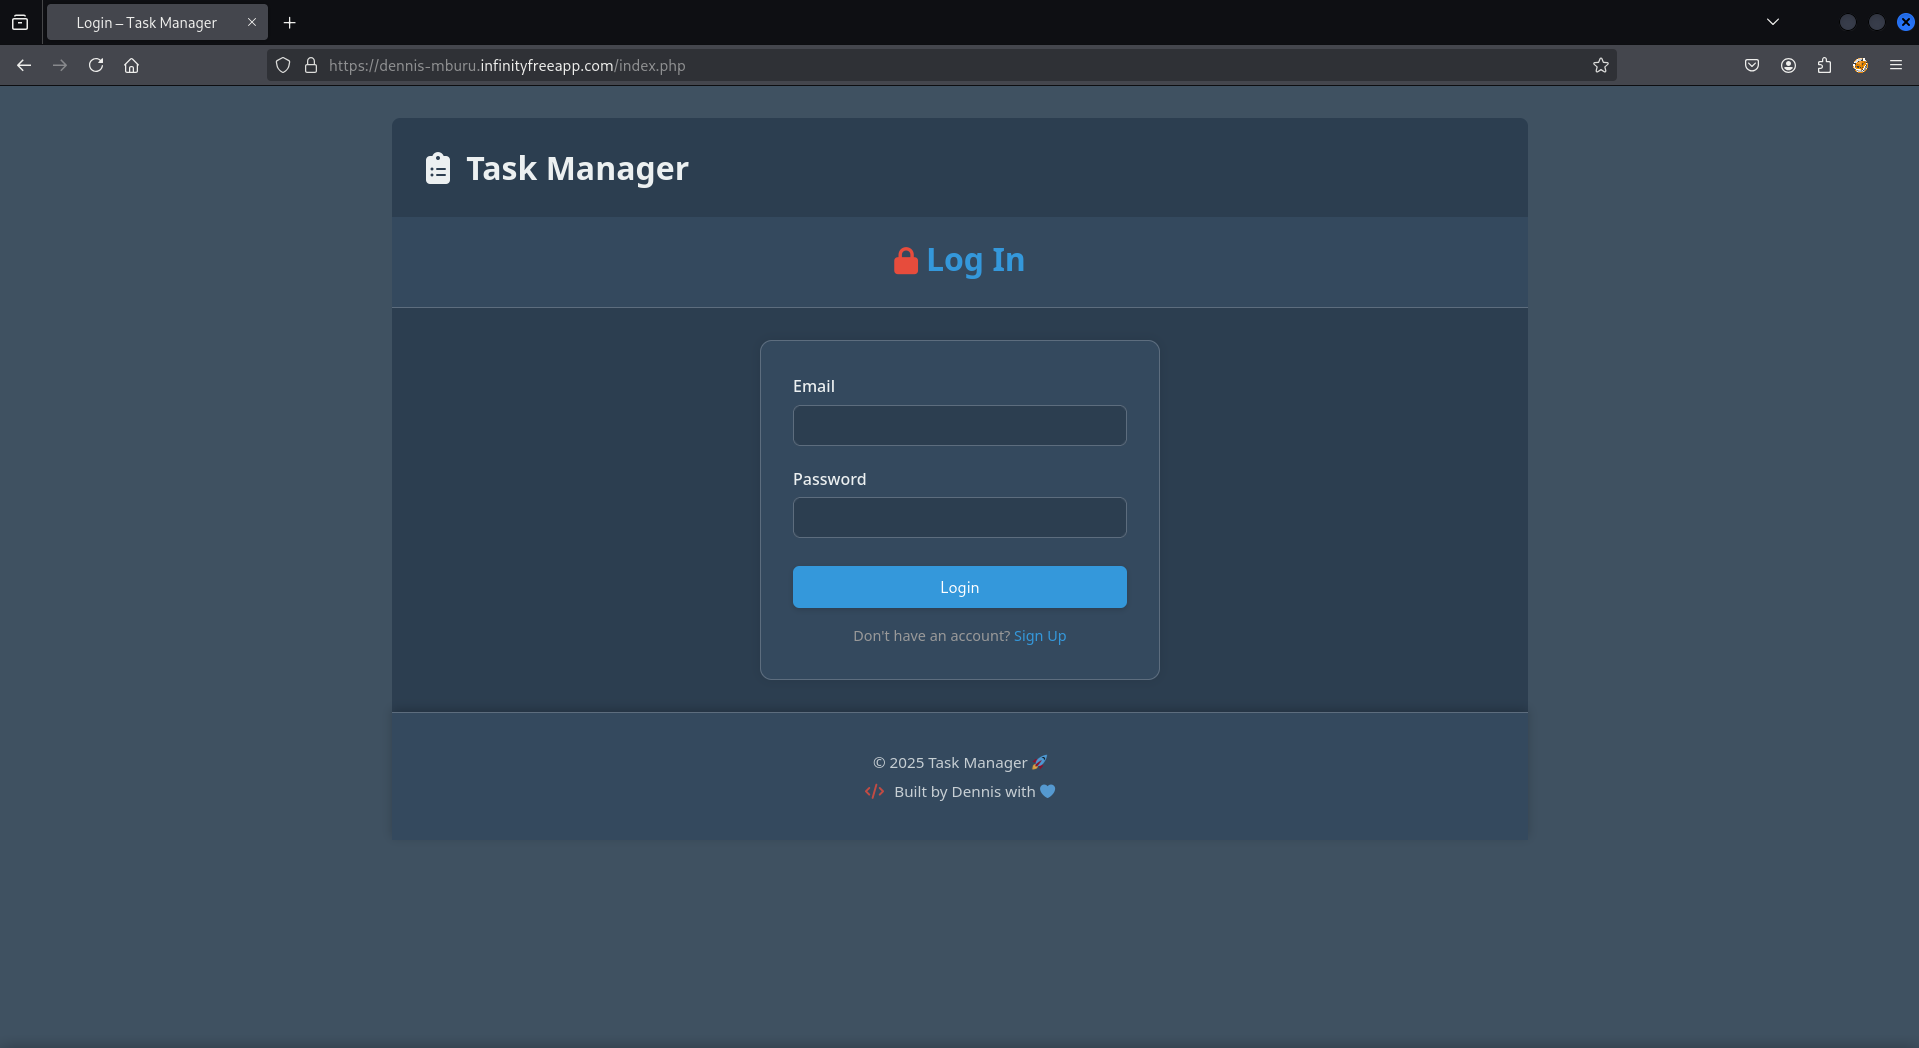 Login – Task Manager
https://dennis-mburu.infinityfreeapp.com/index.php
Task Manager
Log In
Email
Password
Login
Don't have an account? Sign Up
© 2025 Task Manager 🚀
</> Built by Dennis with 💙